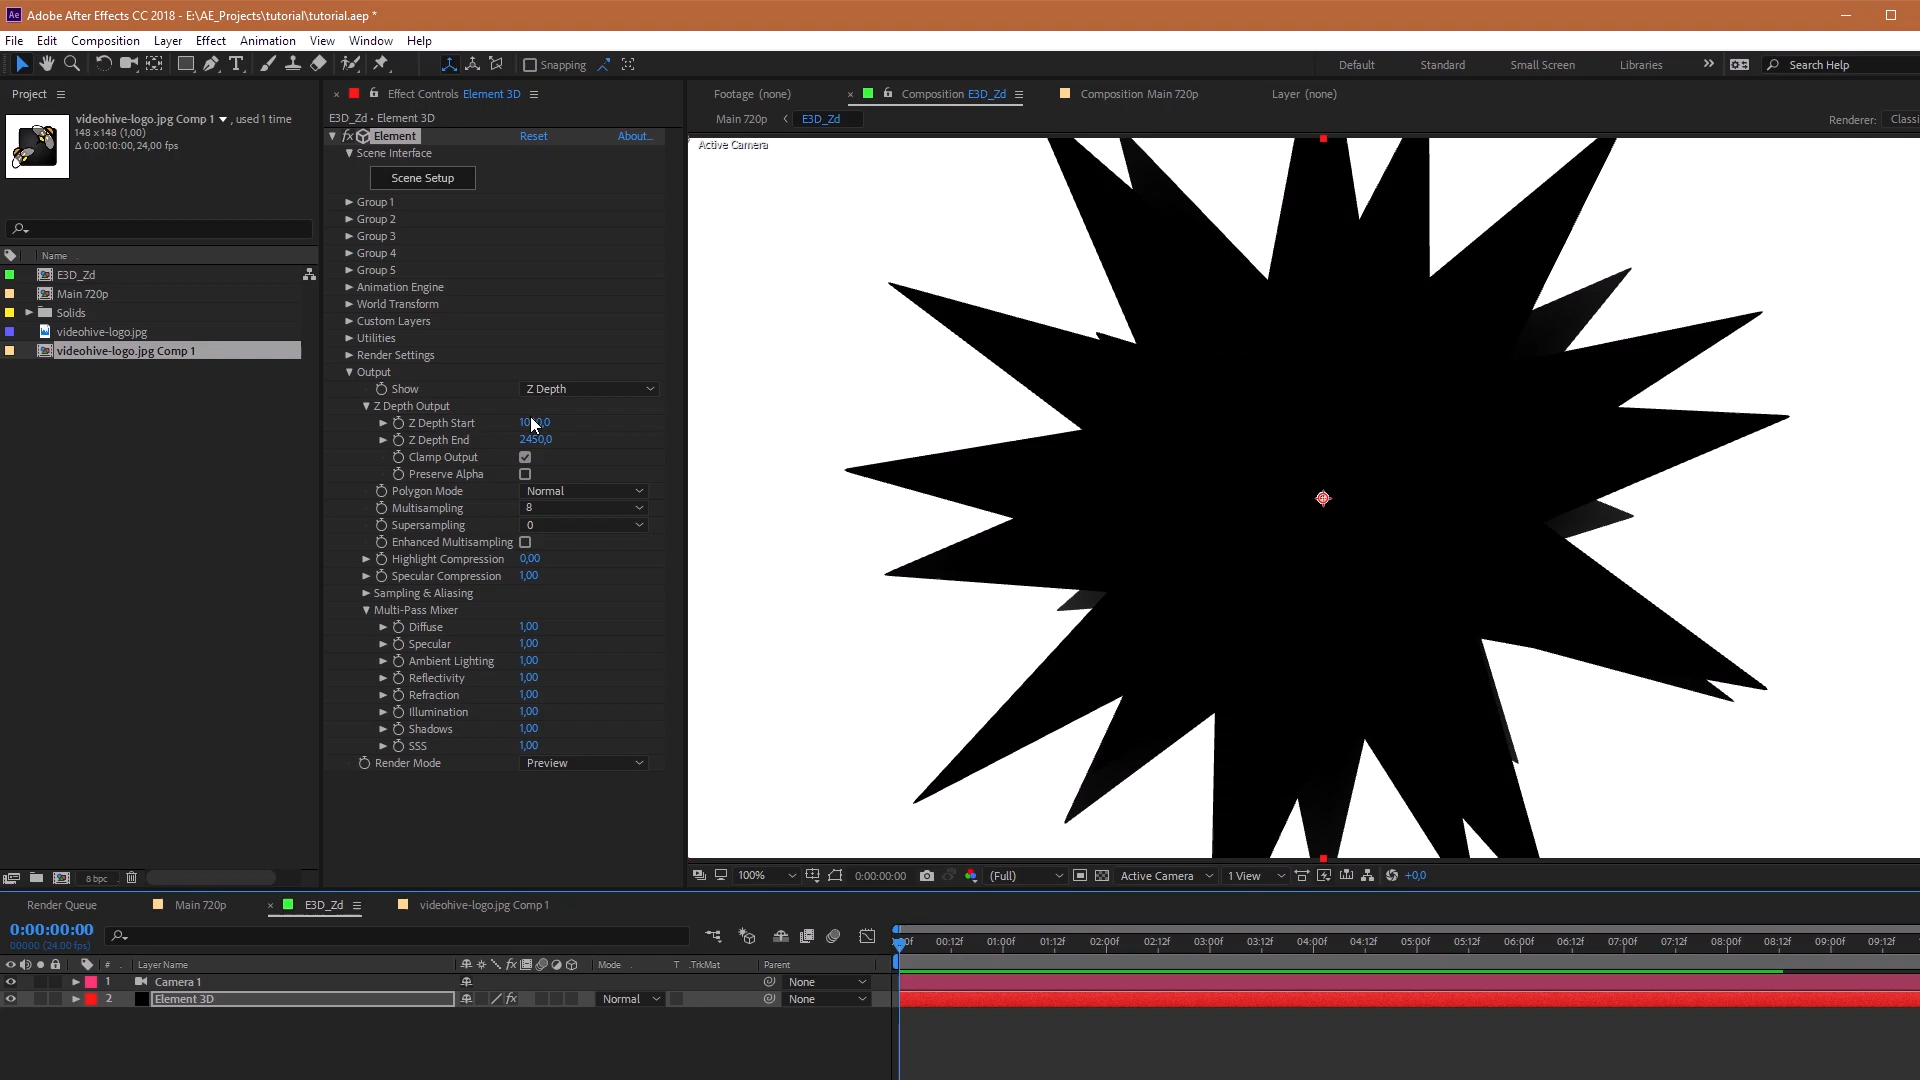 Adobe After Effects CC 2018 - E:\AE_Projects\tutorial\tutorial.aep *
File Edit Composition Layer Effect Animation View Window Help
Snapping
Default Standard Small Screen Libraries Search Help
Project
videohive-logo.jpg Comp 1 , used 1 time
148 x 148 (1,00)
Δ 0:00:10:00, 24,00 fps
Name
E3D_Zd
Main 720p
Solids
videohive-logo.jpg
videohive-logo.jpg Comp 1
8 bpc
Effect Controls Element 3D
E3D_Zd • Element 3D
fx Element Reset About...
Scene Interface
Scene Setup
Group 1
Group 2
Group 3
Group 4
Group 5
Animation Engine
World Transform
Custom Layers
Utilities
Render Settings
Output
Show Z Depth
Z Depth Output
Z Depth Start
Z Depth End 2450,0
Clamp Output
Preserve Alpha
Polygon Mode Normal
Multisampling 8
Supersampling 0
Enhanced Multisampling
Highlight Compression 0,00
Specular Compression 1,00
Sampling & Aliasing
Multi-Pass Mixer
Diffuse 1,00
Specular 1,00
Ambient Lighting 1,00
Reflectivity 1,00
Refraction 1,00
Illumination 1,00
Shadows 1,00
SSS 1,00
Render Mode Preview
Footage (none) Composition E3D_Zd Composition Main 720p Layer (none)
Main 720p E3D_Zd Renderer: Classi
Active Camera
100% 0:00:00:00 (Full) Active Camera 1 View +0,0
Render Queue Main 720p E3D_Zd videohive-logo.jpg Comp 1
0:00:00:00
00000 (24.00 fps)
00:12f 01:00f 01:12f 02:00f 02:12f 03:00f 03:12f 04:00f 04:12f 05:00f 05:12f 06:00f 06:12f 07:00f 07:12f 08:00f 08:12f 09:00f 09:12f
# Layer Name fx Mode T .TrkMat Parent
1 Camera 1 None
2 Element 3D fx Normal None